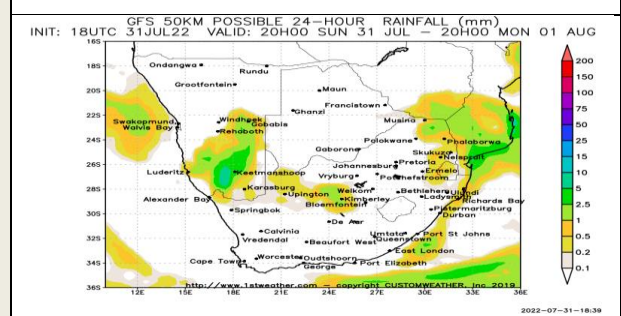 GFS 50KM POSSIBLE 24-HOUR RAINFALL (mm)
INIT: 18UTC 31JUL22 VALID: 20H00 SUN 31 JUL - 20H00 MON 01 AUG
16S
Ondangwa
Rundu
200
18S
150
Grootfontein
Maun
20S
100
Francistown
Ghanzi
75
22S
Swakopmund
Windhoek
Gobabis
Musina
50
Walvis Bay
Rehoboth
24S
Polokwane
Phalaborwa
25
Gaborone
Skukuza
Nelspruit
15
26S
Johannesburg
Pretoria
Luderitz
Keetmanshoop
Vryburg
Ermelo
10
Potchefstroom
Karasburg
Welkom
Bethlehem
Ulundi
5
28S
Alexander Bay
Upington
Kimberley
Ladysmith
Richards Bay
Bloemfontein
2.5
30S
Springbok
Pietermaritzburg
Durban
De Aar
1
Calvinia
Umtata
Port St Johns
32S
Vredendal
Beaufort West
Queenstown
0.5
East London
34S
Cape Town
Worcester
Oudtshoorn
0.2
George
Port Elizabeth
0.1
36S
http://www.1stweather.com - copyright CUSTOMWEATHER, Inc 2019
12E 15E 18E 21E 24E 27E 30E 33E 36E
2022-07-31-18:39